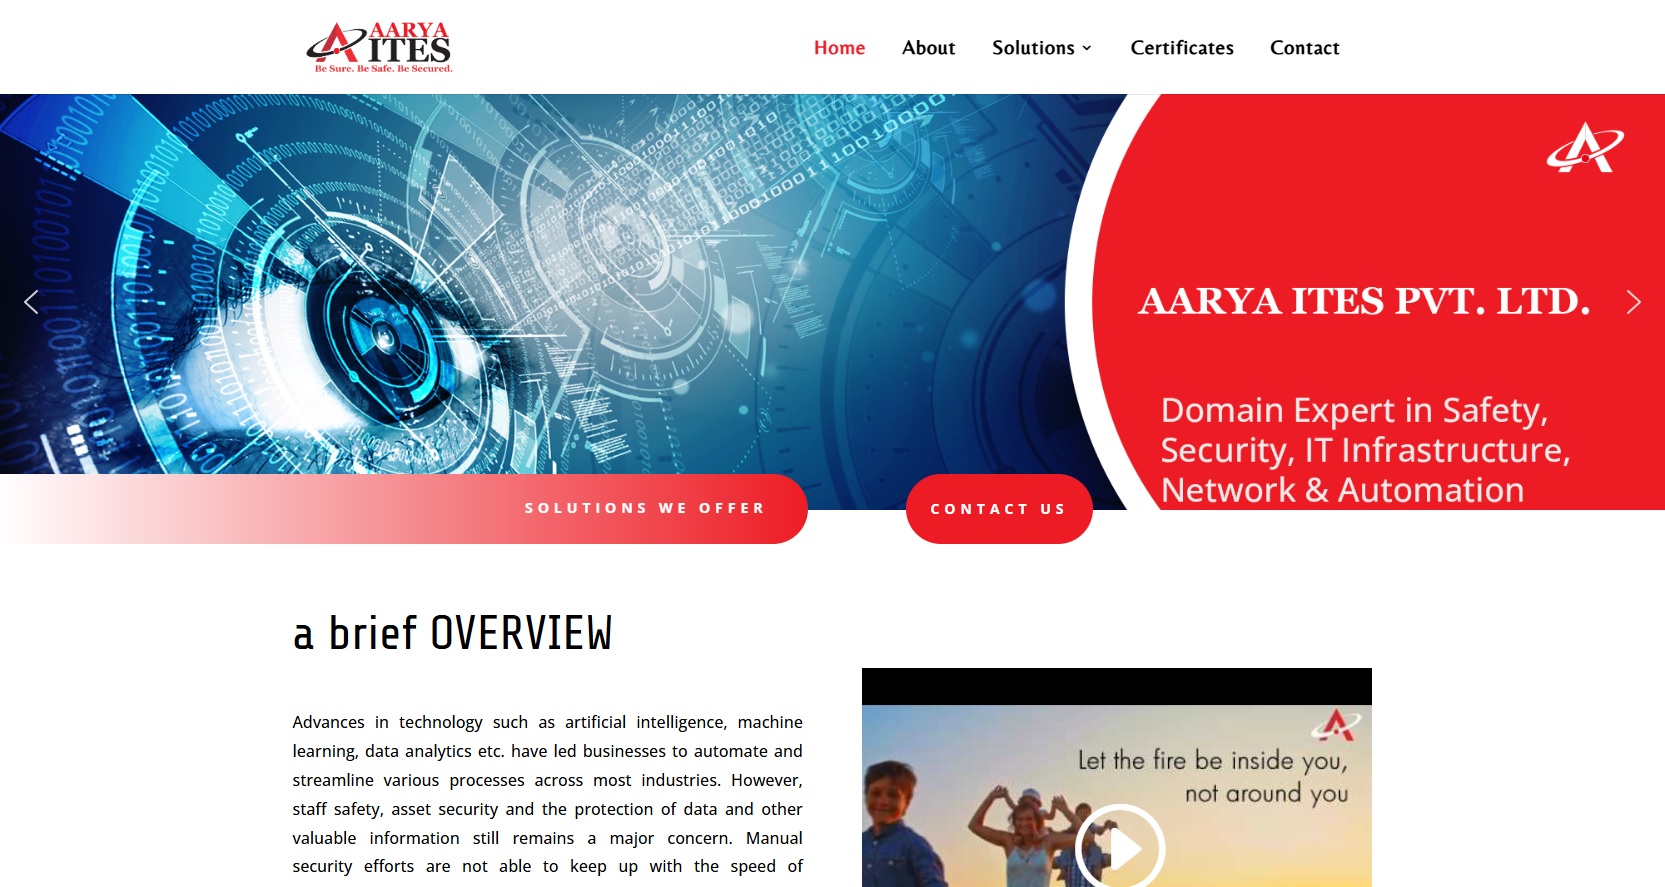 AARYA
ITES
Be Sure. Be Safe. Be Secured.
Home About Solutions Certificates Contact
AARYA ITES PVT. LTD.
Domain Expert in Safety,
Security, IT Infrastructure,
Network & Automation
SOLUTIONS WE OFFER
CONTACT US
a brief OVERVIEW
Advances in technology such as artificial intelligence, machine
learning, data analytics etc. have led businesses to automate and
streamline various processes across most industries. However,
staff safety, asset security and the protection of data and other
valuable information still remains a major concern. Manual
security efforts are not able to keep up with the speed of
Let the fire be inside you,
not around you